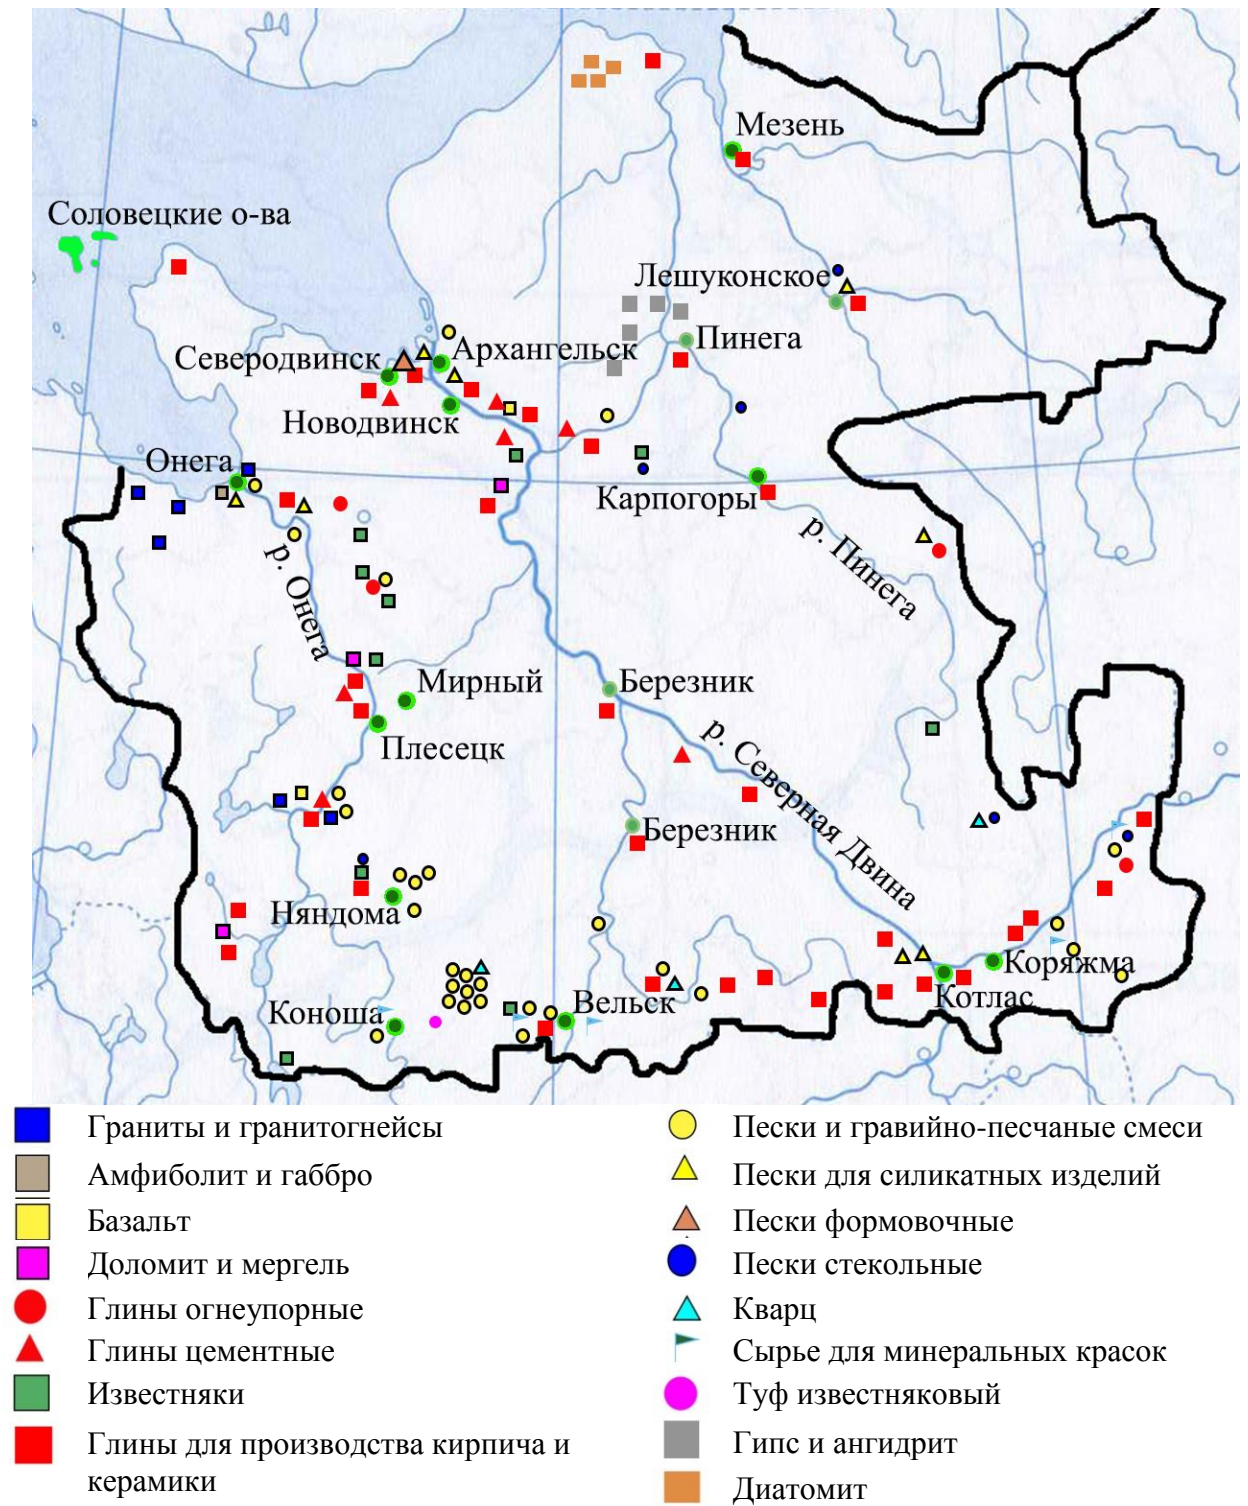 Мезень
Соловецкие о-ва
Лешуконское
Пинега
Северодвинск
Архангельск
Новодвинск
Онега
Карпогоры
р. Онега
р. Пинега
Мирный
Березник
Плесецк
р. Северная Двина
Березник
Няндома
Коряжма
Котлас
Вельск
Коноша
Граниты и гранитогнейсы
Амфиболит и габбро
Базальт
Доломит и мергель
Глины огнеупорные
Глины цементные
Известняки
Глины для производства кирпича и
керамики
Пески и гравийно-песчаные смеси
Пески для силикатных изделий
Пески формовочные
Пески стекольные
Кварц
Сырье для минеральных красок
Туф известняковый
Гипс и ангидрит
Диатомит